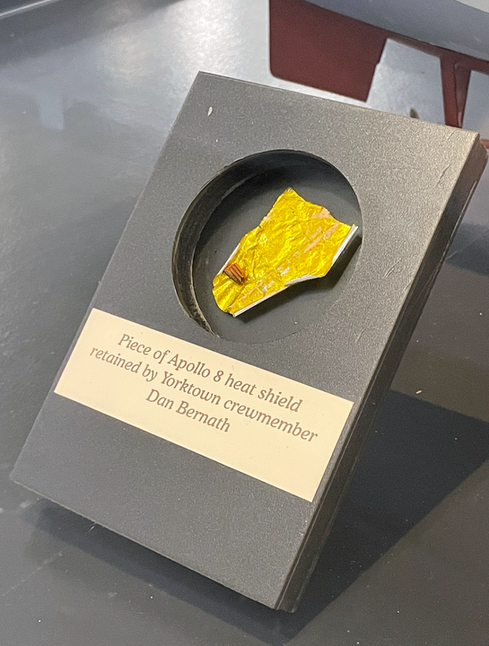 Piece of Apollo 8 heat shield
retained by Yorktown crewmember
Dan Bernath